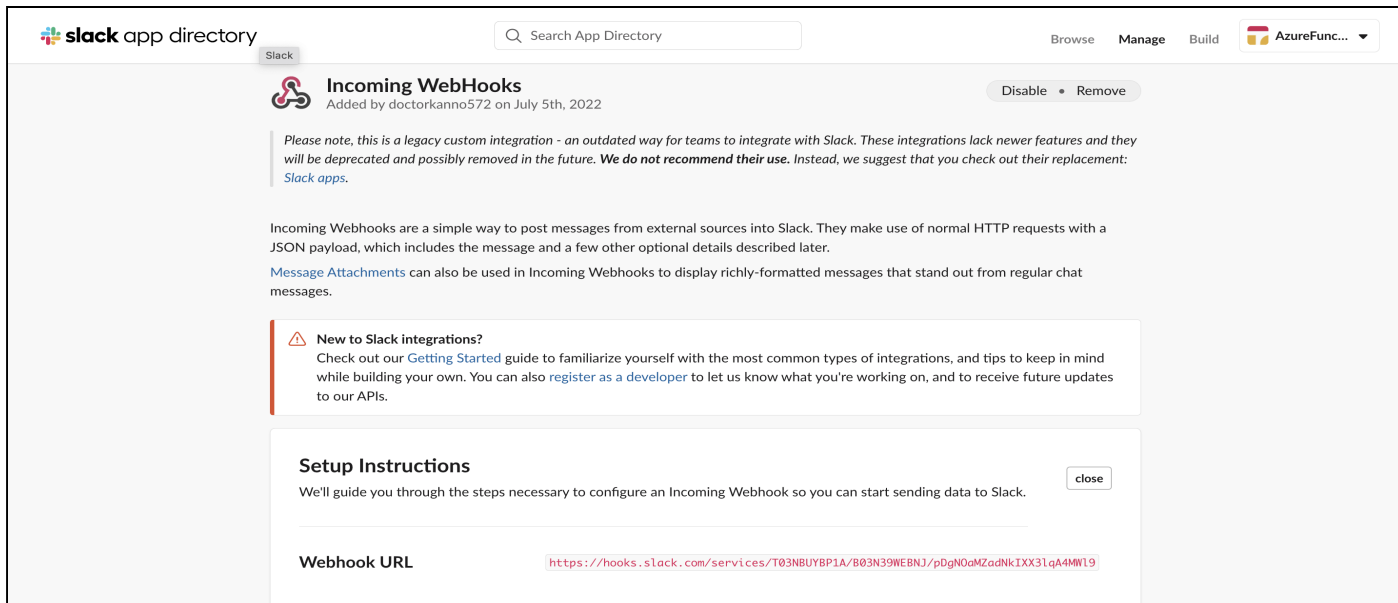 slack app directory
Search App Directory
Browse Manage Build AzureFunc...
Slack
Incoming WebHooks
Added by doctorkanno572 on July 5th, 2022
Disable • Remove
Please note, this is a legacy custom integration - an outdated way for teams to integrate with Slack. These integrations lack newer features and they
will be deprecated and possibly removed in the future. We do not recommend their use. Instead, we suggest that you check out their replacement:
Slack apps.
Incoming Webhooks are a simple way to post messages from external sources into Slack. They make use of normal HTTP requests with a
JSON payload, which includes the message and a few other optional details described later.
Message Attachments can also be used in Incoming Webhooks to display richly-formatted messages that stand out from regular chat
messages.
New to Slack integrations?
Check out our Getting Started guide to familiarize yourself with the most common types of integrations, and tips to keep in mind
while building your own. You can also register as a developer to let us know what you're working on, and to receive future updates
to our APIs.
Setup Instructions
close
We'll guide you through the steps necessary to configure an Incoming Webhook so you can start sending data to Slack.
Webhook URL
https://hooks.slack.com/services/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